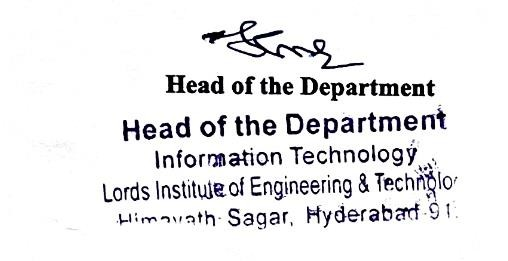 Head of the Department
Head of the Department
Information Technology
Lords Institute of Engineering & Technolo
Himayath Sagar, Hyderabad-91.